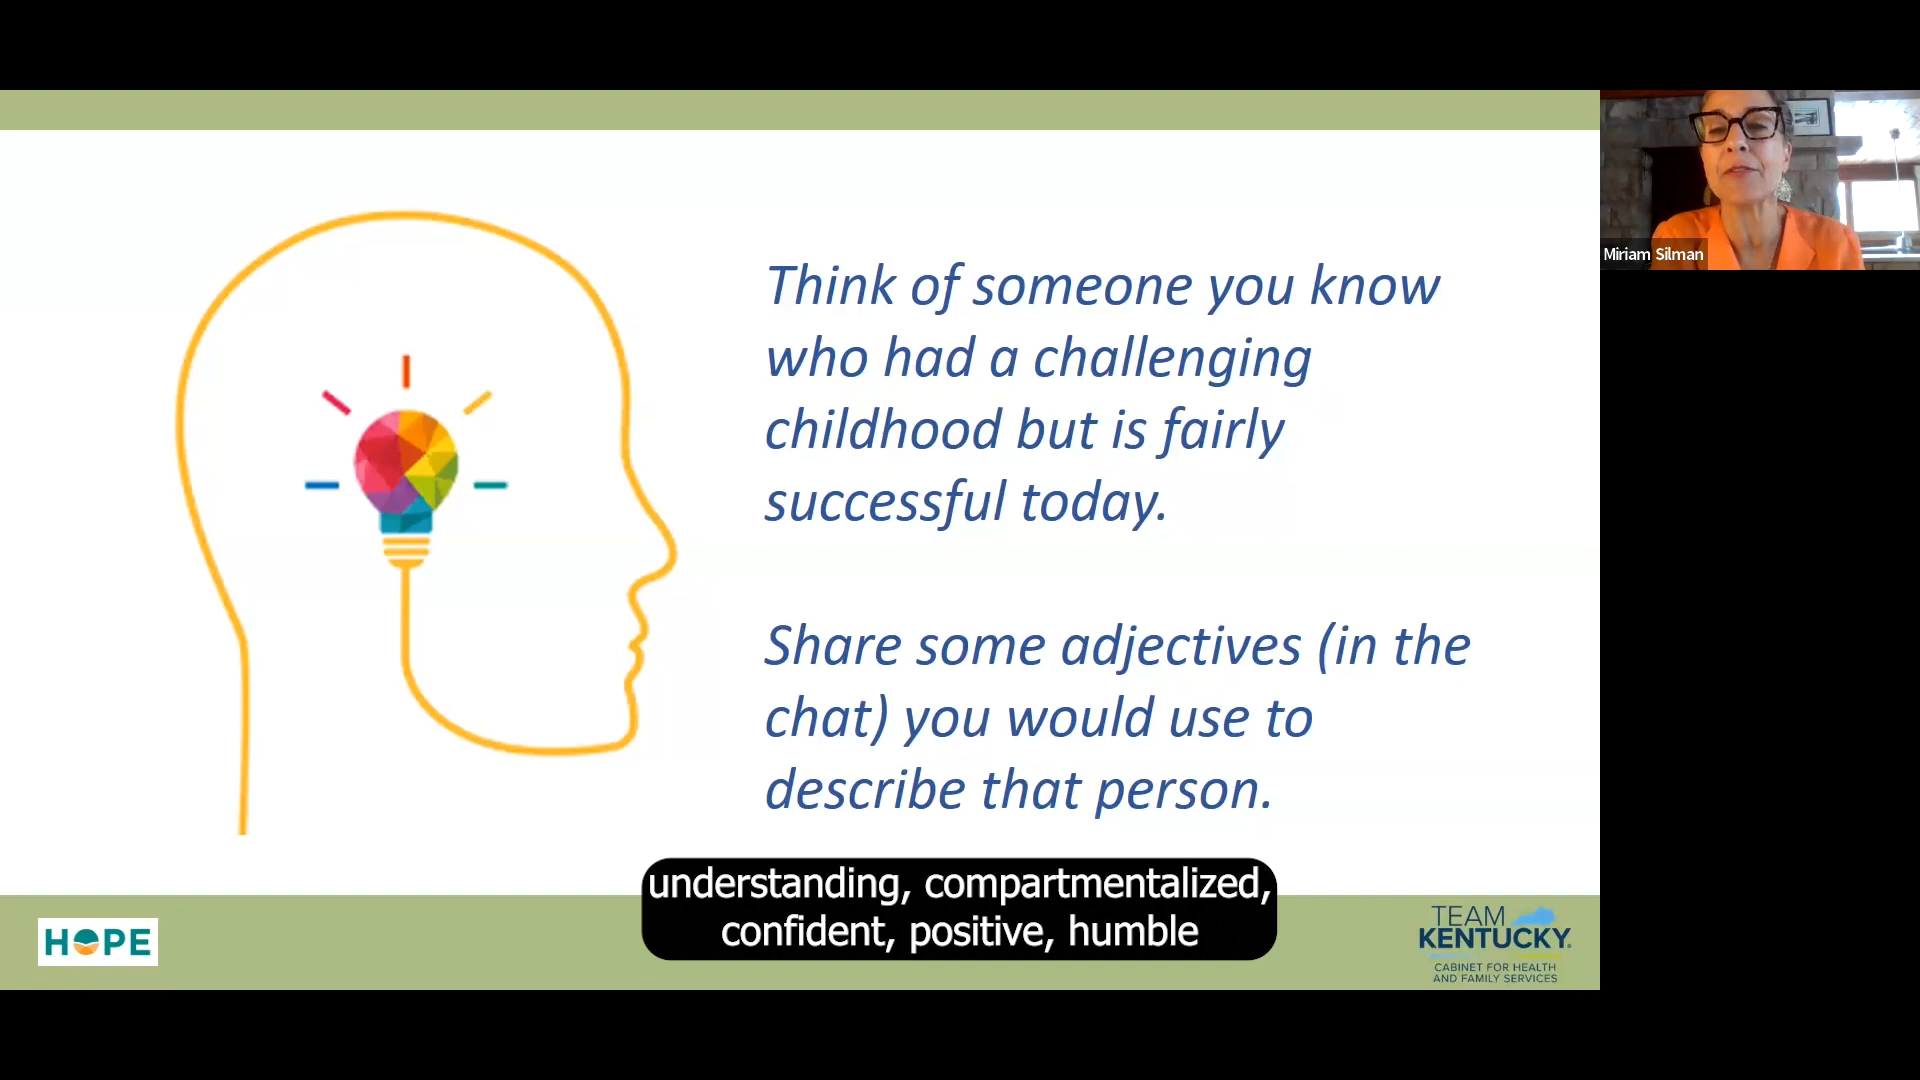 Think of someone you know
who had a challenging
childhood but is fairly
successful today.
Share some adjectives (in the
chat) you would use to
describe that person.
Miriam Silman
understanding, compartmentalized,
confident, positive, humble
HOPE
TEAM
KENTUCKY®
CABINET FOR HEALTH
AND FAMILY SERVICES